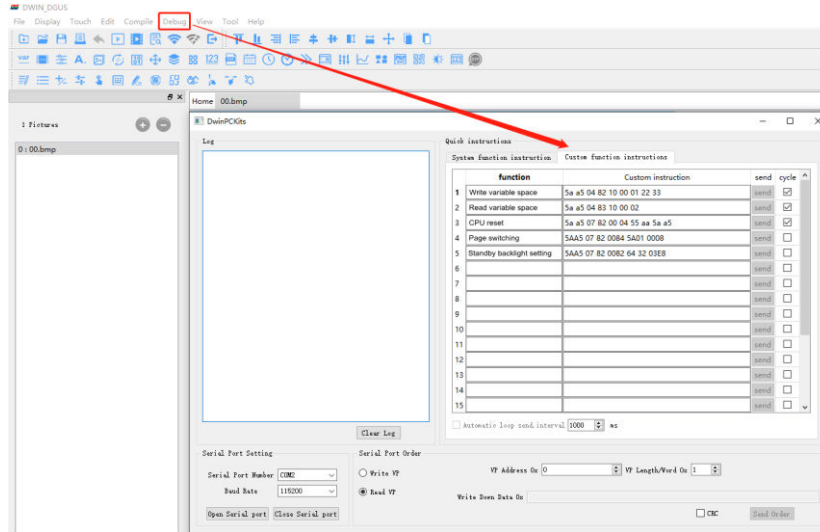 DWIN_DGUS
File Display Touch Edit Compile Debug View Tool Help
Home 00.bmp
1 Pictures
0 : 00.bmp
DwinPCKits
Log
Quick instructions
System function instruction Custom function instructions
function Custom instruction send cycle
1 Write variable space 5a a5 04 82 10 00 01 22 33 send
2 Read variable space 5a a5 04 83 10 00 02 send
3 CPU reset 5a a5 07 82 00 04 55 aa 5a a5 send
4 Page switching 5AA5 07 82 0084 5A01 0008 send
5 Standby backlight setting 5AA5 07 82 0082 64 32 03E8 send
6 send
7 send
8 send
9 send
10 send
11 send
12 send
13 send
14 send
15 send
Automatic loop send,interval 1000 ms
Clear Log
Serial Port Setting
Serial Port Number COM2
Baud Rate 115200
Open Serial port Close Serial port
Serial Port Order
Write VP
Read VP
VP Address 0x 0 VP Length/Word 0x 1
Write Down Data 0x
CRC Send Order